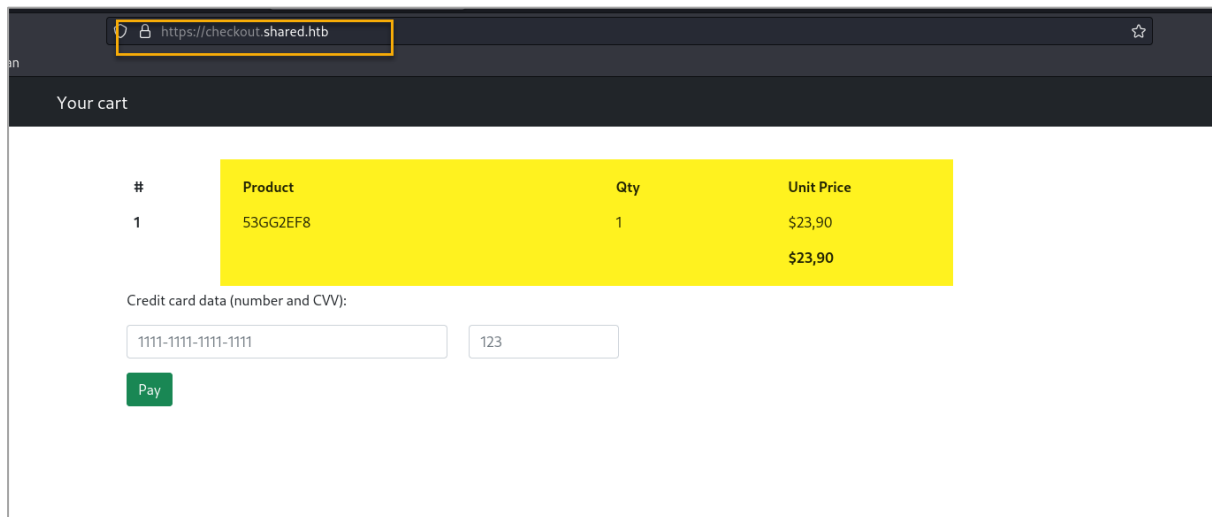 https://checkout.shared.htb
an
Your cart
# Product Qty Unit Price
1 53GG2EF8 1 $23,90
$23,90
Credit card data (number and CVV):
1111-1111-1111-1111 123
Pay